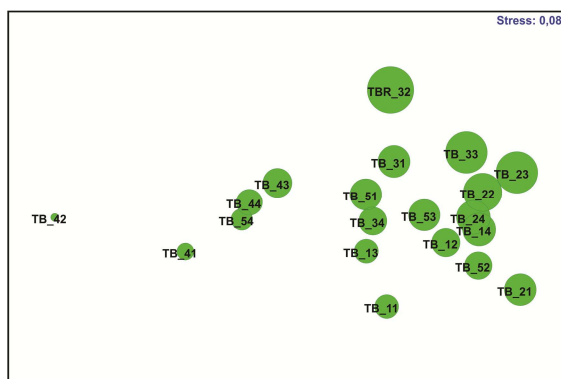 Stress: 0,08
TBR_32
TB_33
TB_31
TB_23
TB_43
TB_22
TB_51
TB_44
TB_42
TB_54
TB_34
TB_53
TB_24
TB_14
TB_12
TB_41
TB_13
TB_52
TB_21
TB_11